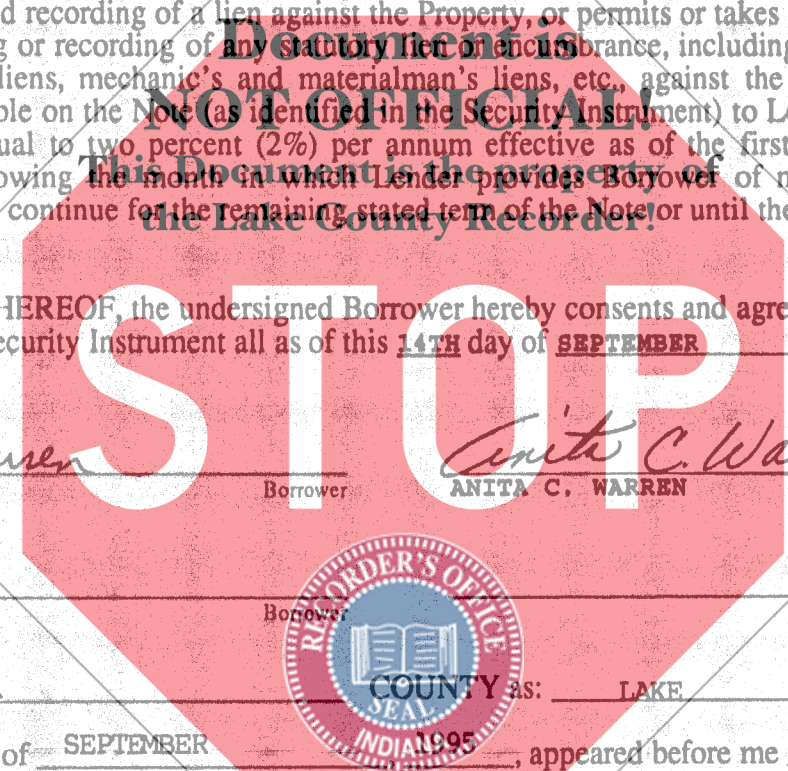 d recording of a lien against the Property, or permits or takes
g or recording of any statutory lien or encumbrance, including
liens, mechanic's and materialman's liens, etc., against the
ble on the Note (as identified in the Security Instrument) to L
ual to two percent (2%) per annum effective as of the first
owing the month in which Lender provides Borrower of n
continue for the remaining stated term of the Note or until the
Document is
NOT OFFICIAL!
This Document is the property of
the Lake County Recorder!
STOP
HEREOF, the undersigned Borrower hereby consents and agre
ecurity Instrument all as of this 14TH day of SEPTEMBER
rren
Anita C. Wa
Borrower
ANITA C. WARREN
Borrower
RECORDER'S OFFICE
SEAL
INDIANA
COUNTY as: LAKE
of SEPTEMBER 1995, appeared before me